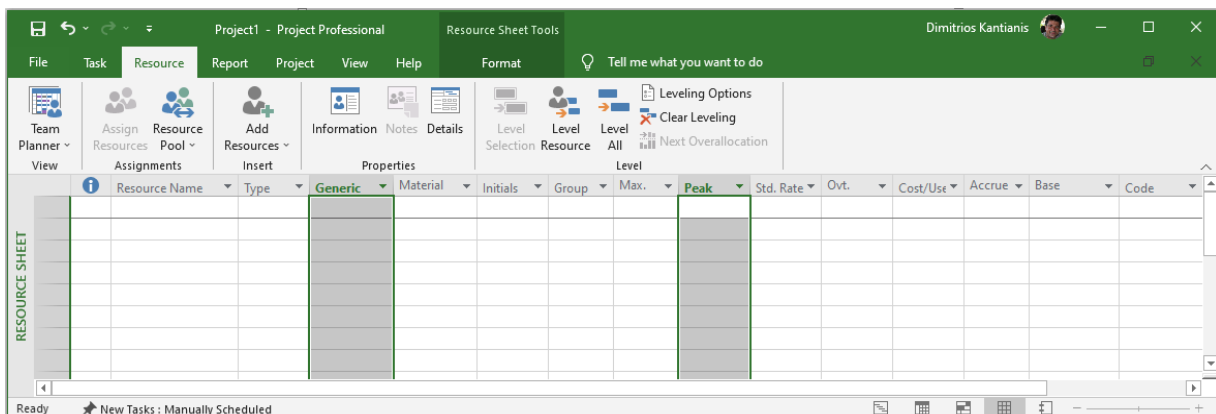 Project1 - Project Professional
Resource Sheet Tools
Dimitrios Kantianis
File Task Resource Report Project View Help Format Tell me what you want to do
Team Planner
Assign Resources
Resource Pool
Add Resources
Information Notes Details
Level Selection
Level Resource
Level All
Leveling Options
Clear Leveling
Next Overallocation
View Assignments Insert Properties Level
Resource Name Type Generic Material Initials Group Max. Peak Std. Rate Ovt. Cost/Use Accrue Base Code
RESOURCE SHEET
Ready New Tasks : Manually Scheduled